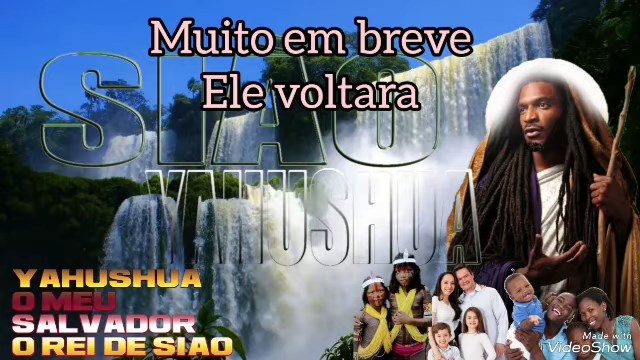 Muito em breve
Ele voltara
SIAO
YAHUSHUA
YAHUSHUA
O MEU
SALVADOR
O REI DE SIAO
Made with
VideoShow